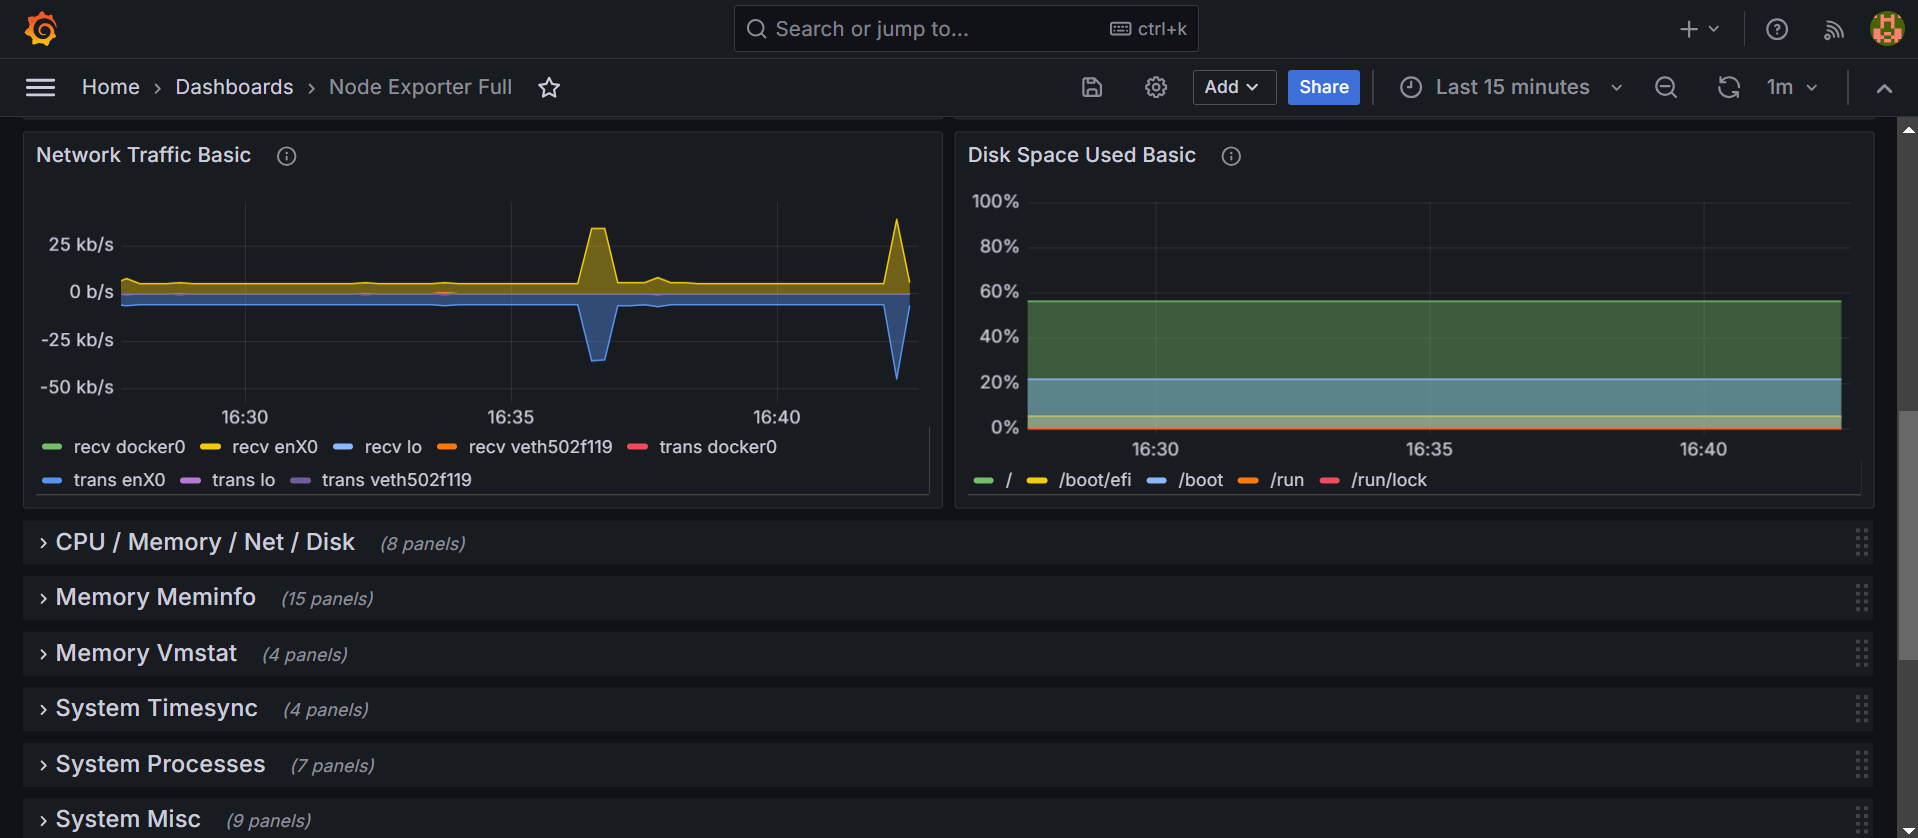 Search or jump to... ctrl+k
Home › Dashboards › Node Exporter Full Add Share Last 15 minutes 1m
Network Traffic Basic
25 kb/s
0 b/s
-25 kb/s
-50 kb/s
16:30 16:35 16:40
recv docker0 recv enX0 recv lo recv veth502f119 trans docker0
trans enX0 trans lo trans veth502f119
Disk Space Used Basic
100%
80%
60%
40%
20%
0%
16:30 16:35 16:40
/ /boot/efi /boot /run /run/lock
CPU / Memory / Net / Disk (8 panels)
Memory Meminfo (15 panels)
Memory Vmstat (4 panels)
System Timesync (4 panels)
System Processes (7 panels)
System Misc (9 panels)